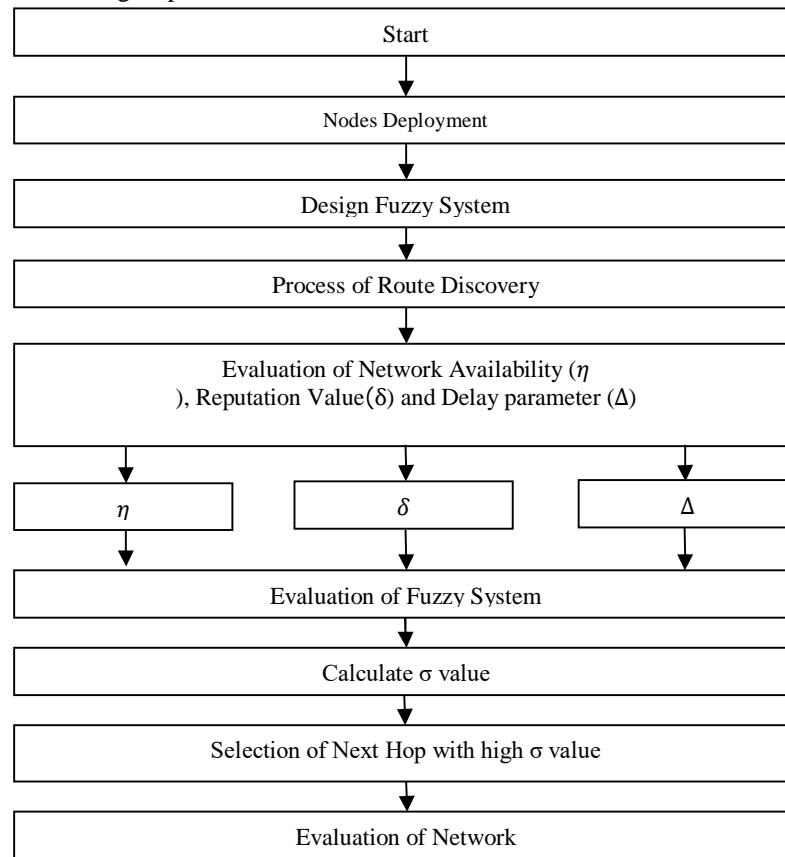 Start
Nodes Deployment
Design Fuzzy System
Process of Route Discovery
Evaluation of Network Availability (η
), Reputation Value(δ) and Delay parameter (Δ)
η
δ
Δ
Evaluation of Fuzzy System
Calculate σ value
Selection of Next Hop with high σ value
Evaluation of Network